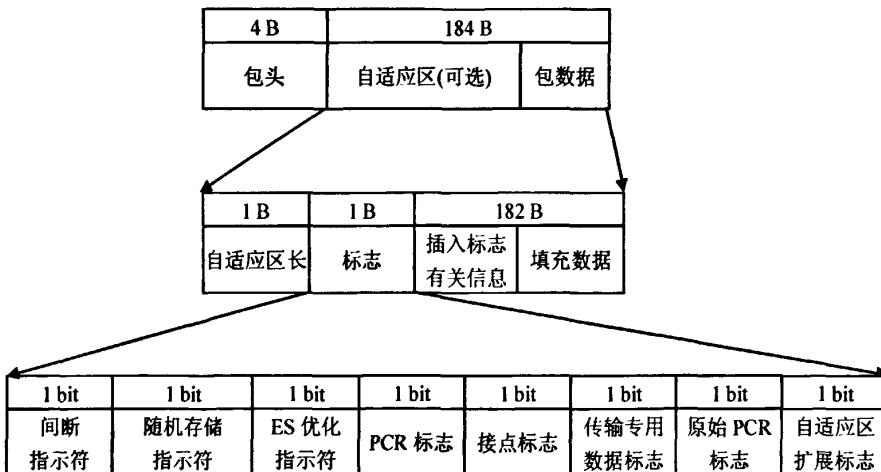 4 B 184 B
包头 自适应区(可选) 包数据
1 B 1 B 182 B
自适应区长 标志 插入标志有关信息 填充数据
1 bit 1 bit 1 bit 1 bit 1 bit 1 bit 1 bit 1 bit
间断 随机存储 ES 优化 PCR 标志 接点标志 传输专用 原始 PCR 自适应区
指示符 指示符 指示符 数据标志 标志 扩展标志